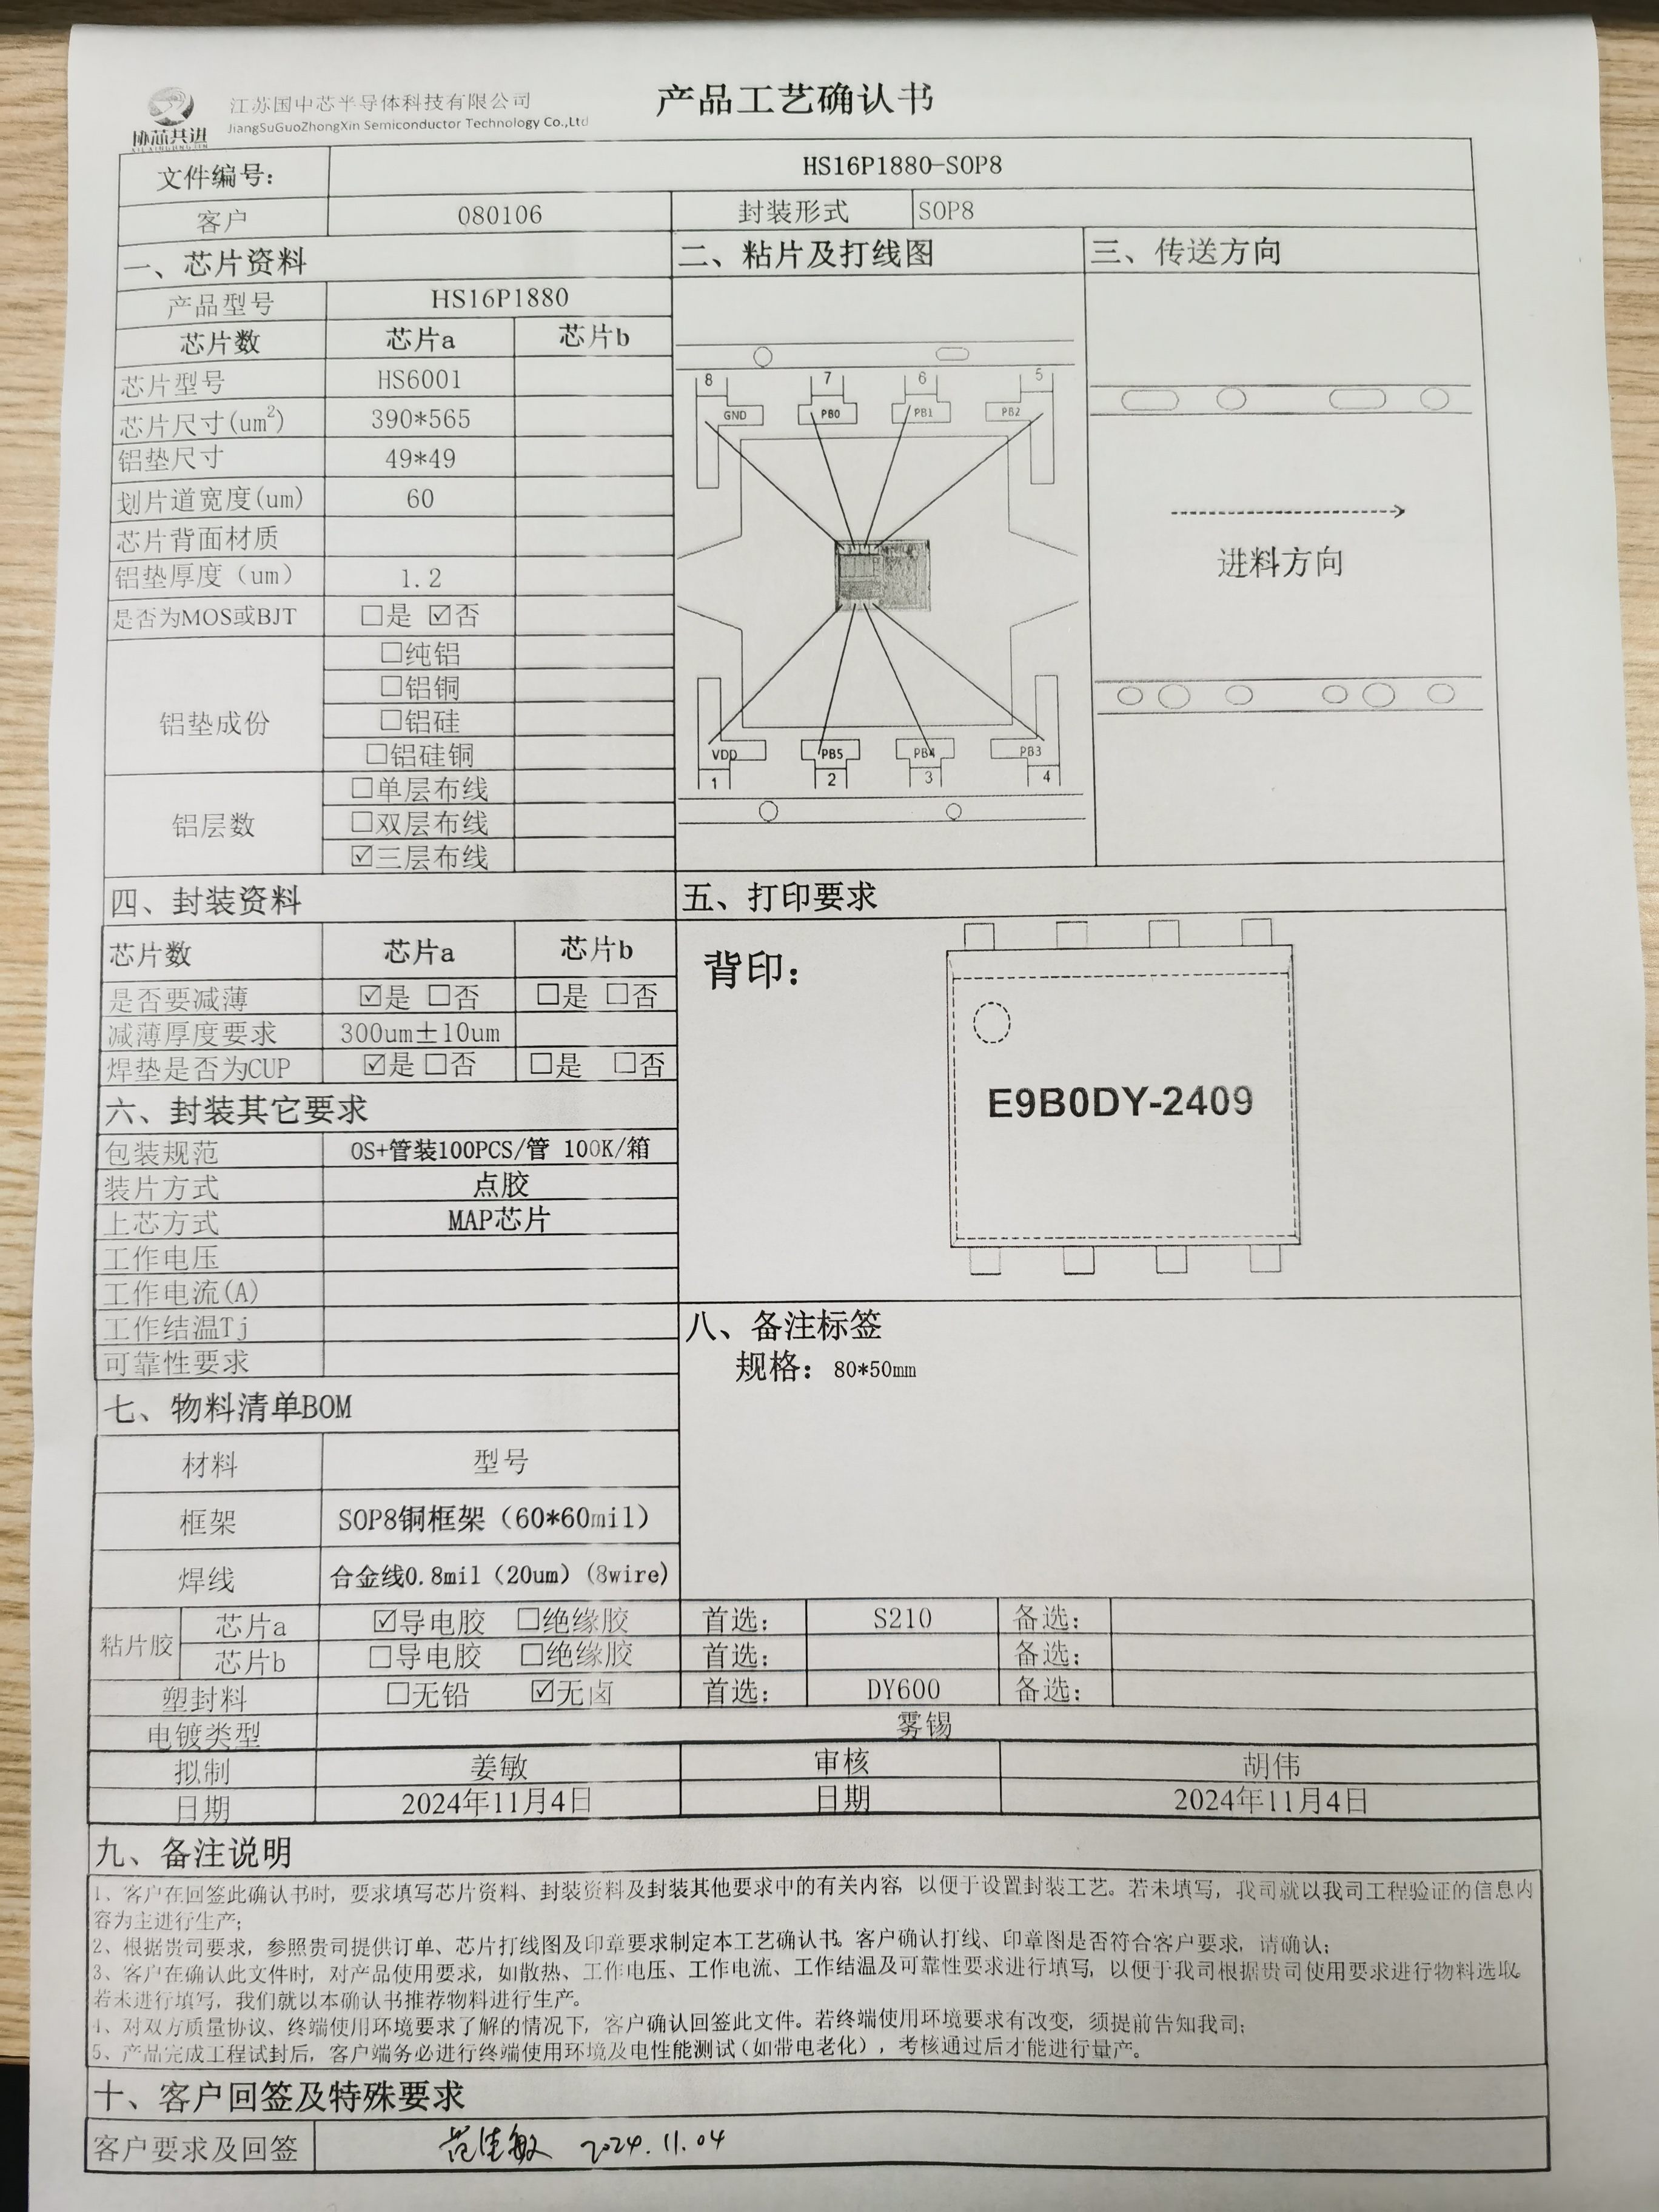 协芯共进
江苏国中芯半导体科技有限公司
JiangSuGuoZhongXin Semiconductor Technology Co.,Ltd
产品工艺确认书
文件编号: HS16P1880-SOP8
客户 080106 封装形式 SOP8
一、芯片资料 二、粘片及打线图 三、传送方向
产品型号 HS16P1880
芯片数 芯片a 芯片b
芯片型号 HS6001
芯片尺寸(um²) 390*565
铝垫尺寸 49*49
划片道宽度(um) 60
芯片背面材质
铝垫厚度（um） 1.2
是否为MOS或BJT □是 ☑否
铝垫成份
□纯铝
□铝铜
□铝硅
□铝硅铜
铝层数
□单层布线
□双层布线
☑三层布线
8 7 6 5
GND PB0 PB1 PB2
VDD PB5 PB4 PB3
1 2 3 4
进料方向
四、封装资料 五、打印要求
芯片数 芯片a 芯片b
是否要减薄 ☑是 □否 □是 □否
减薄厚度要求 300um±10um
焊垫是否为CUP ☑是 □否 □是 □否
背印：
E9B0DY-2409
六、封装其它要求
包装规范 OS+管装100PCS/管 100K/箱
装片方式 点胶
上芯方式 MAP芯片
工作电压
工作电流(A)
工作结温Tj
可靠性要求
八、备注标签
规格：80*50mm
七、物料清单BOM
材料 型号
框架 SOP8铜框架（60*60mil）
焊线 合金线0.8mil（20um）(8wire)
粘片胶 芯片a ☑导电胶 □绝缘胶 首选： S210 备选：
芯片b □导电胶 □绝缘胶 首选： 备选：
塑封料 □无铅 ☑无卤 首选： DY600 备选：
电镀类型 雾锡
拟制 姜敏 审核 胡伟
日期 2024年11月4日 日期 2024年11月4日
九、备注说明
1、客户在回签此确认书时，要求填写芯片资料、封装资料及封装其他要求中的有关内容，以便于设置封装工艺。若未填写，我司就以我司工程验证的信息内
容为主进行生产；
2、根据贵司要求，参照贵司提供订单、芯片打线图及印章要求制定本工艺确认书。客户确认打线、印章图是否符合客户要求，请确认；
3、客户在确认此文件时，对产品使用要求，如散热、工作电压、工作电流、工作结温及可靠性要求进行填写，以便于我司根据贵司使用要求进行物料选取。
若未进行填写，我们就以本确认书推荐物料进行生产。
4、对双方质量协议、终端使用环境要求了解的情况下，客户确认回签此文件。若终端使用环境要求有改变，须提前告知我司；
5、产品完成工程试封后，客户端务必进行终端使用环境及电性能测试（如带电老化），考核通过后才能进行量产。
十、客户回签及特殊要求
客户要求及回签 范佳敏 2024.11.04